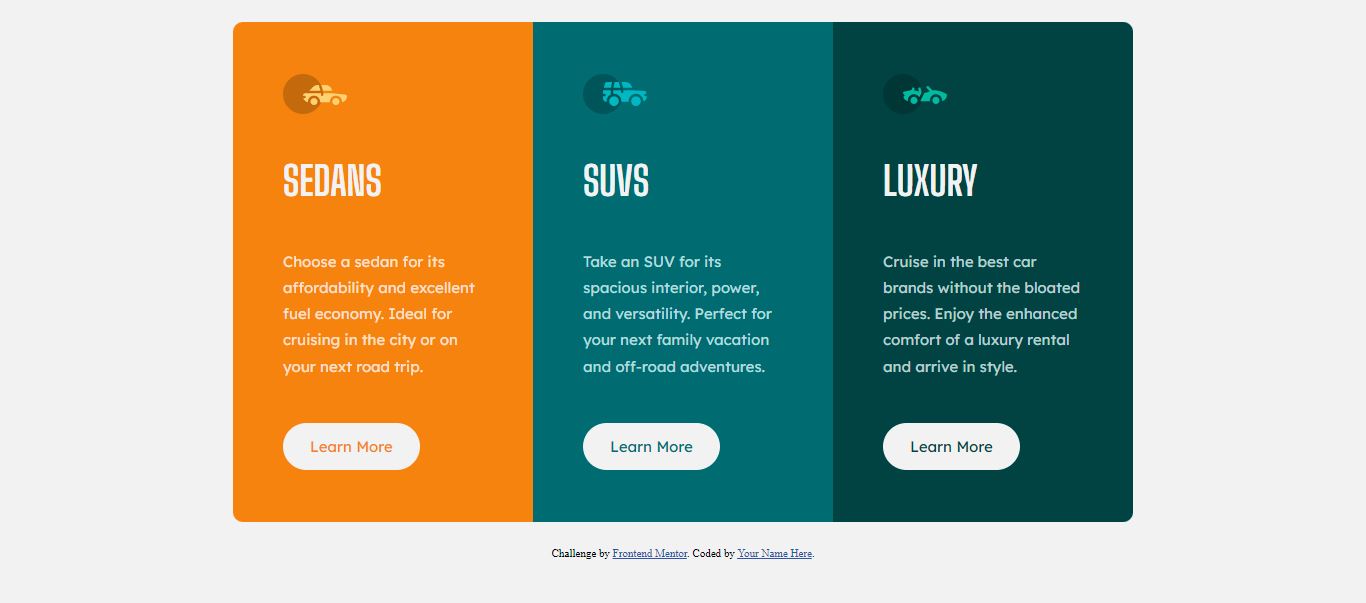 SEDANS
Choose a sedan for its
affordability and excellent
fuel economy. Ideal for
cruising in the city or on
your next road trip.
Learn More
SUVS
Take an SUV for its
spacious interior, power,
and versatility. Perfect for
your next family vacation
and off-road adventures.
Learn More
LUXURY
Cruise in the best car
brands without the bloated
prices. Enjoy the enhanced
comfort of a luxury rental
and arrive in style.
Learn More
Challenge by Frontend Mentor. Coded by Your Name Here.